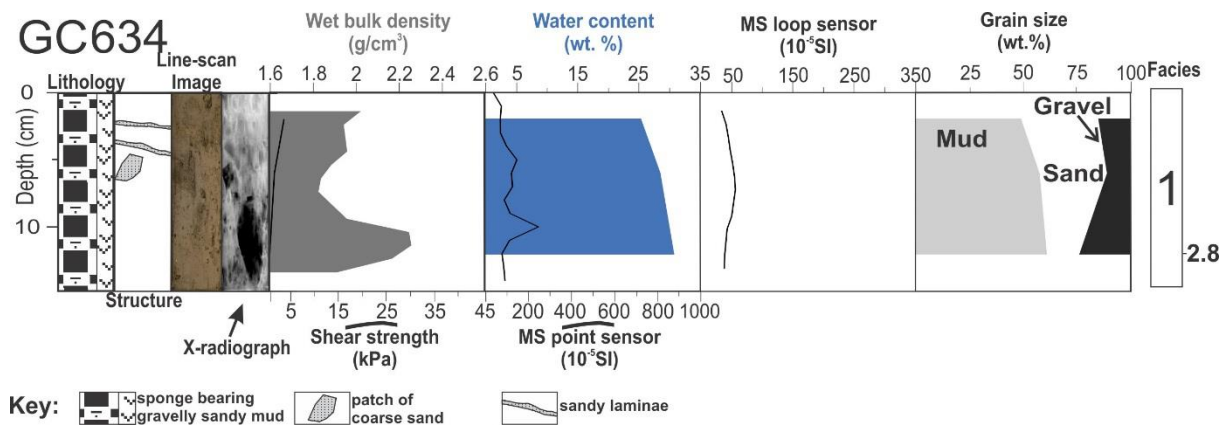 GC634
Wet bulk density
(g/cm³)
Water content
(wt. %)
MS loop sensor
(10⁻⁵SI)
Grain size
(wt.%)
Lithology
Line-scan
Image
1.6 1.8 2 2.2 2.4 2.6 5 15 25 35 50 150 250 350 25 50 75 100
Facies
0
Depth (cm)
10
Mud
Gravel
Sand
1
2.8
Structure
X-radiograph
5 15 25 35 45 200 400 600 800 1000
Shear strength
(kPa)
MS point sensor
(10⁻⁵SI)
Key:
sponge bearing
gravelly sandy mud
patch of
coarse sand
sandy laminae